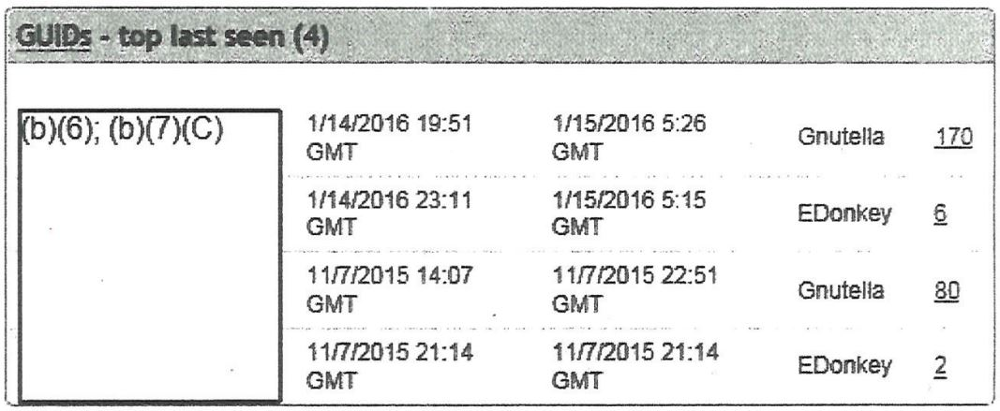 GUIDs - top last seen (4)
(b)(6); (b)(7)(C)
1/14/2016 19:51 GMT 1/15/2016 5:26 GMT Gnutella 170
1/14/2016 23:11 GMT 1/15/2016 5:15 GMT EDonkey 6
11/7/2015 14:07 GMT 11/7/2015 22:51 GMT Gnutella 80
11/7/2015 21:14 GMT 11/7/2015 21:14 GMT EDonkey 2